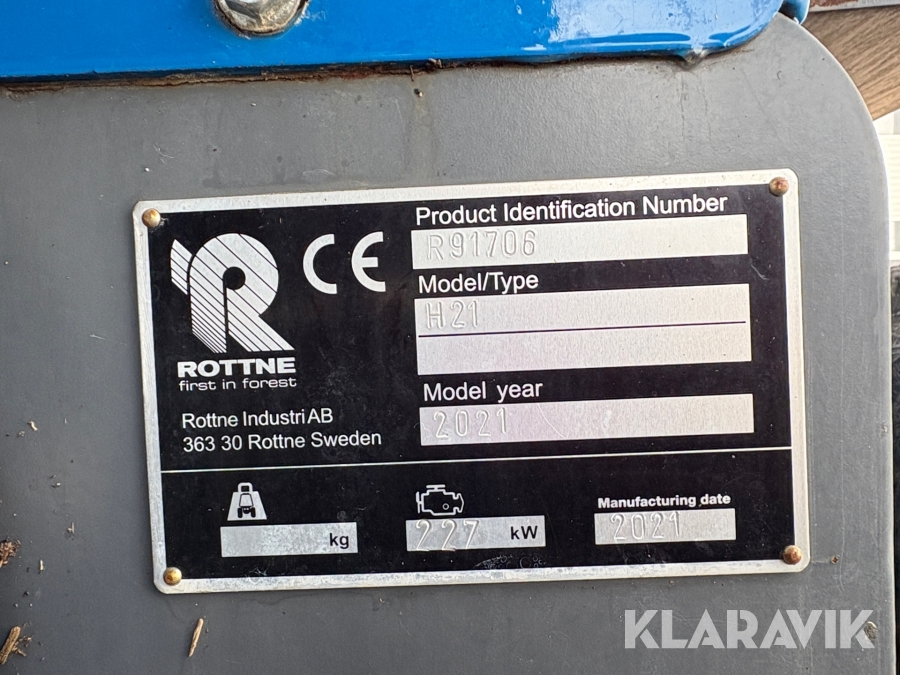 Product Identification Number
R91706
Model/Type
H21
Model year
2021
CE
ROTTNE
first in forest
Rottne Industri AB
363 30 Rottne Sweden
kg
227 kW
Manufacturing date
2021
KLARAVIK